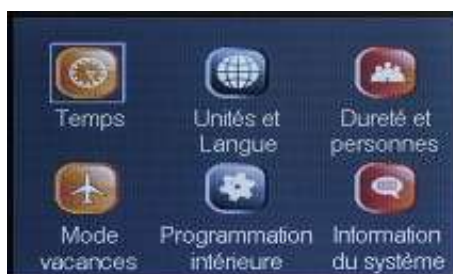 Temps
Unités et
Langue
Dureté et
personnes
Mode
vacances
Programmation
intérieure
Information
du système